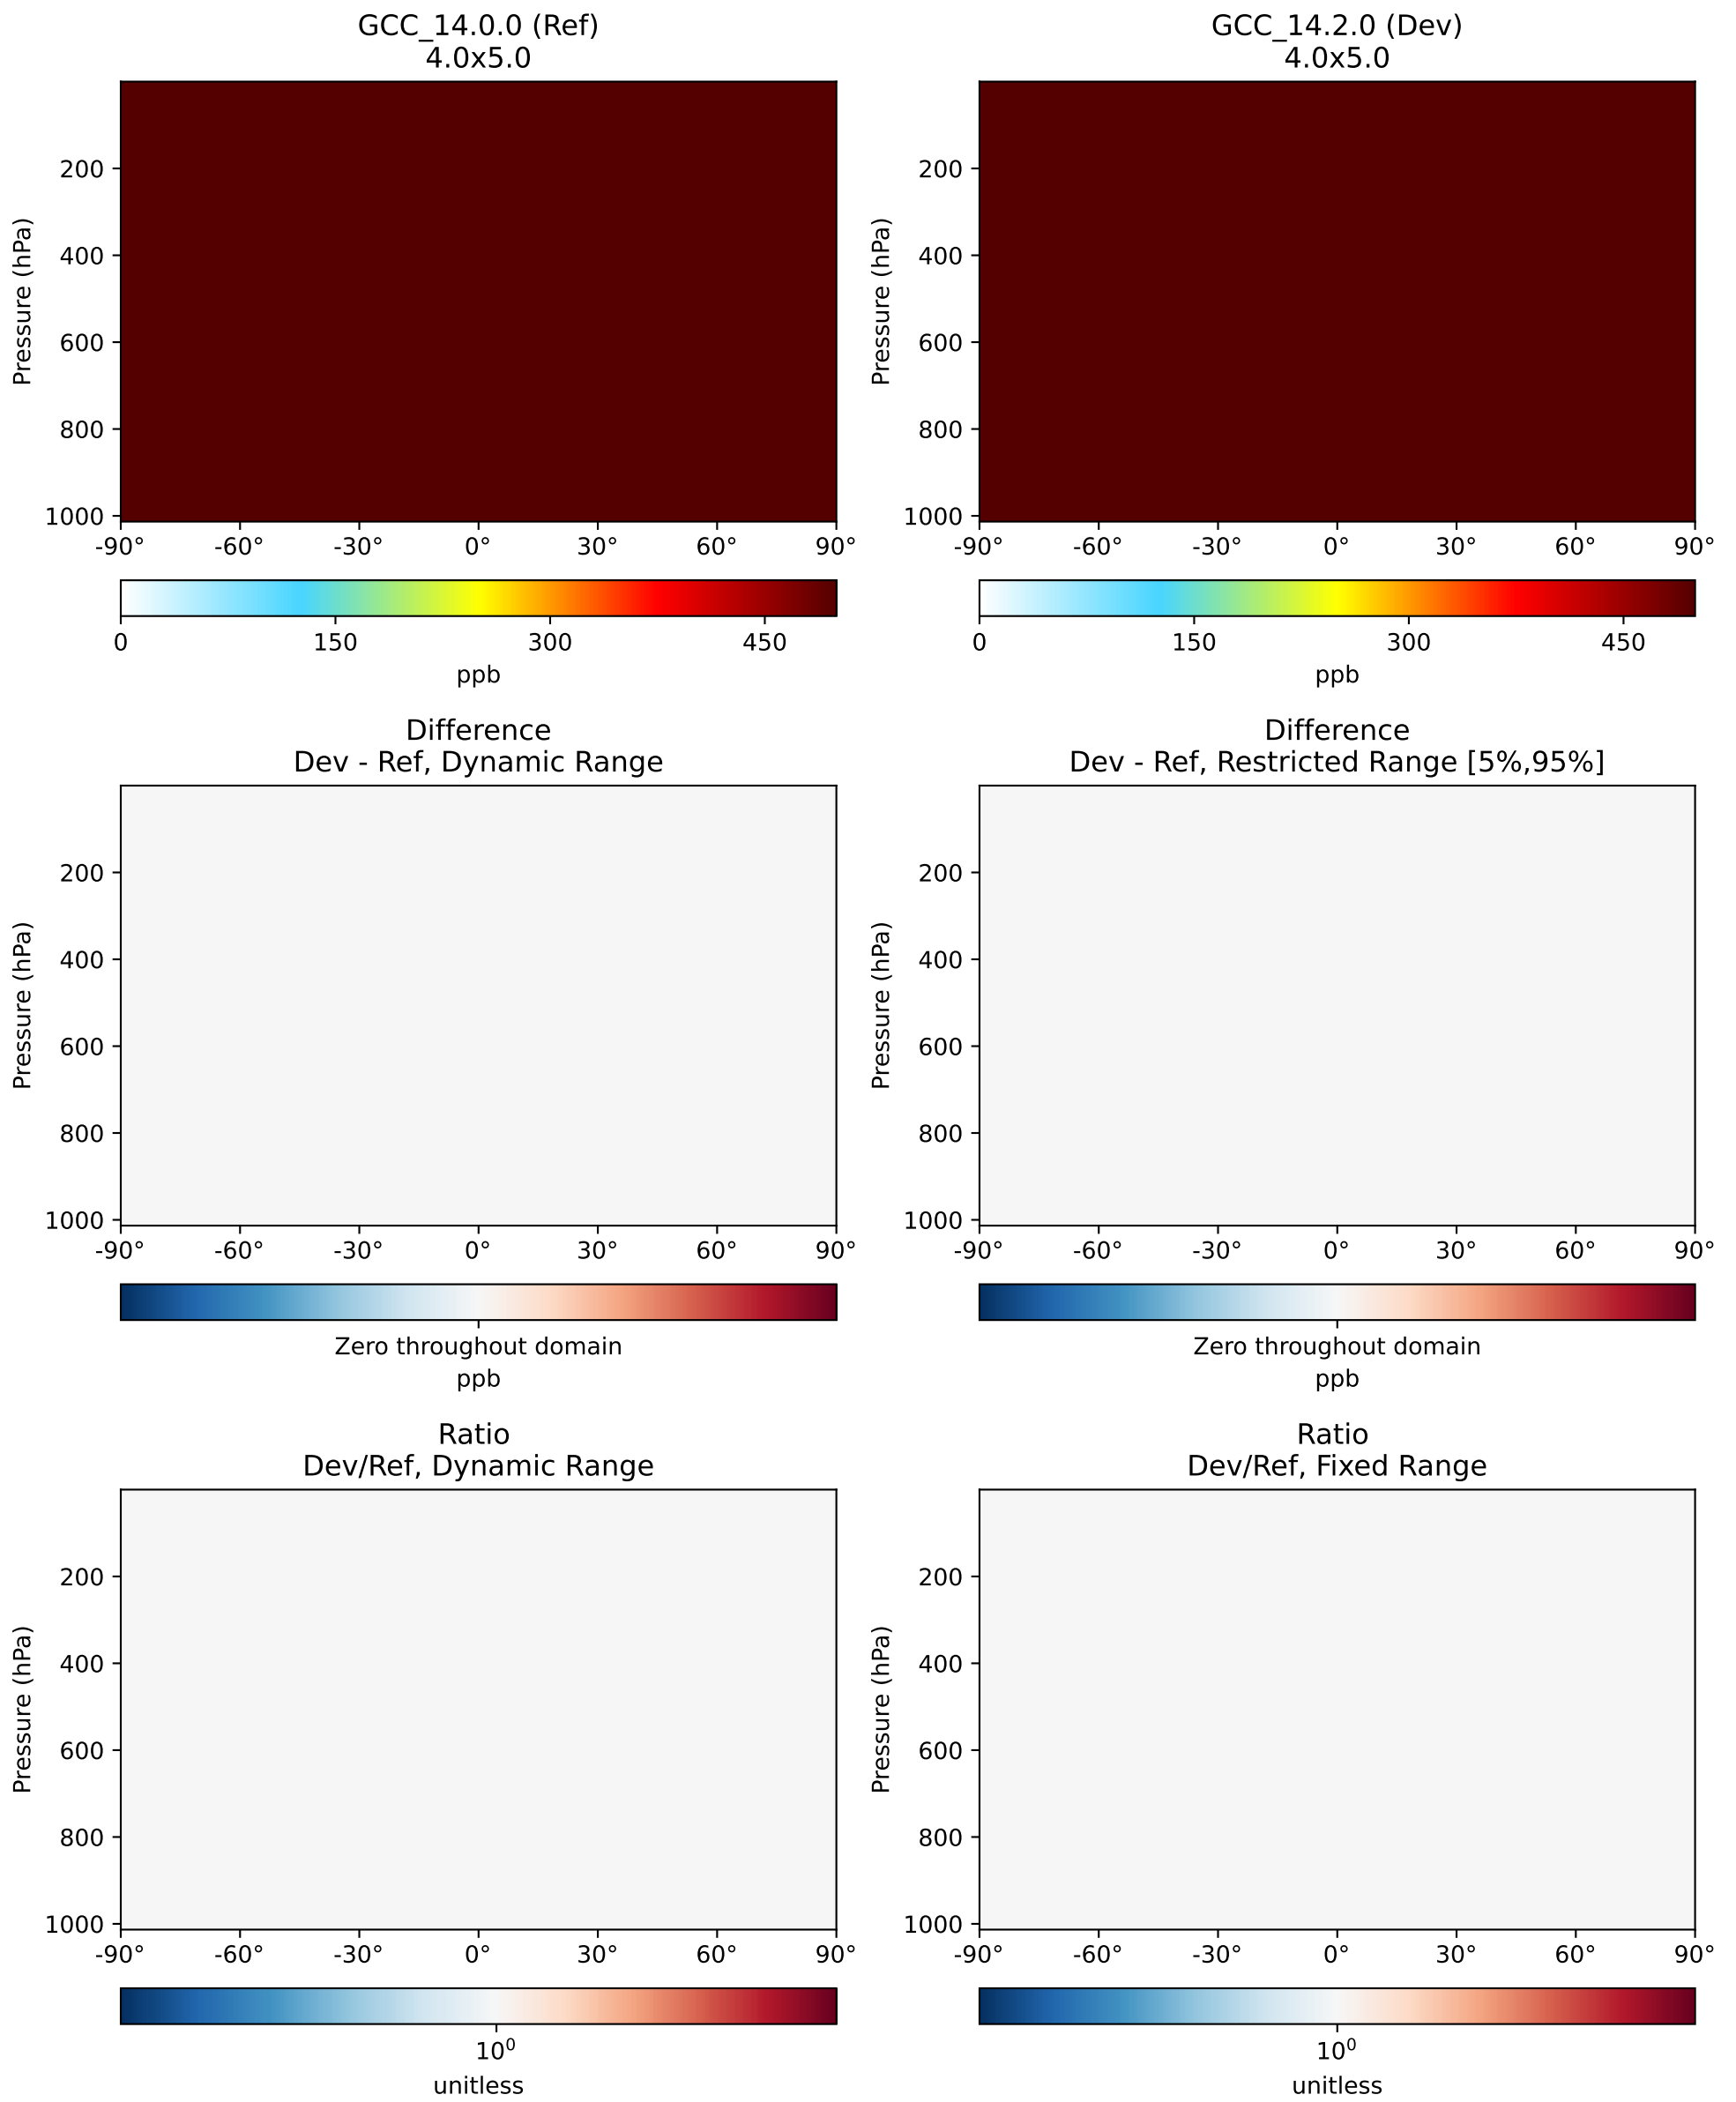 GCC_14.0.0 (Ref)
4.0x5.0
Pressure (hPa)
200
400
600
800
1000
-90° -60° -30° 0° 30° 60° 90°
0 150 300 450
ppb
GCC_14.2.0 (Dev)
4.0x5.0
Pressure (hPa)
200
400
600
800
1000
-90° -60° -30° 0° 30° 60° 90°
0 150 300 450
ppb
Difference
Dev - Ref, Dynamic Range
Pressure (hPa)
200
400
600
800
1000
-90° -60° -30° 0° 30° 60° 90°
Zero throughout domain
ppb
Difference
Dev - Ref, Restricted Range [5%,95%]
Pressure (hPa)
200
400
600
800
1000
-90° -60° -30° 0° 30° 60° 90°
Zero throughout domain
ppb
Ratio
Dev/Ref, Dynamic Range
Pressure (hPa)
200
400
600
800
1000
-90° -60° -30° 0° 30° 60° 90°
10⁰
unitless
Ratio
Dev/Ref, Fixed Range
Pressure (hPa)
200
400
600
800
1000
-90° -60° -30° 0° 30° 60° 90°
10⁰
unitless